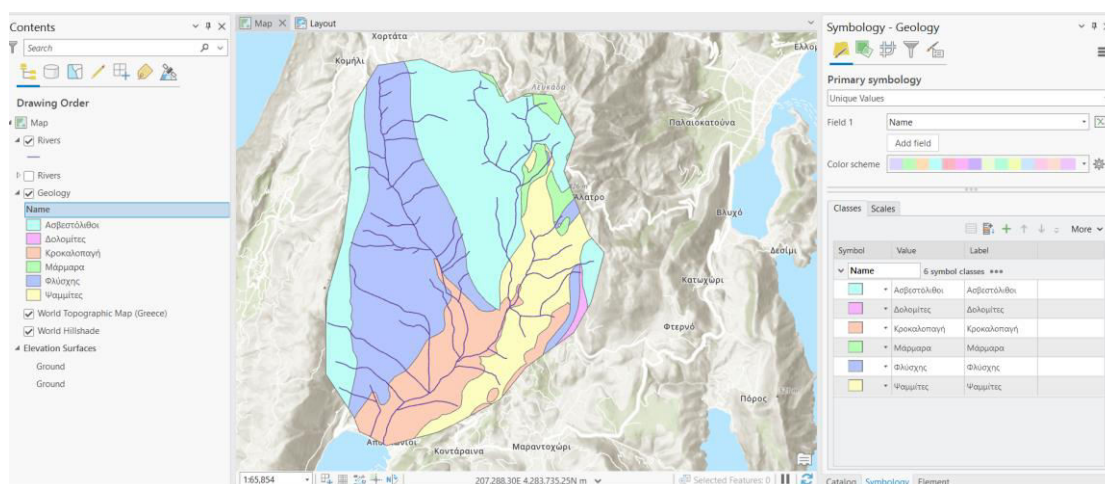 Contents
Search
Drawing Order
Map
Rivers
Rivers
Geology
Name
Ασβεστόλιθοι
Δολομίτες
Κροκαλοπαγή
Μάρμαρα
Φλύσχης
Ψαμμίτες
World Topographic Map (Greece)
World Hillshade
Elevation Surfaces
Ground
Ground
Map Layout
Χορτάτα
Κομήλι
Λευκάδα
Παλαιοκατούνα
Άλατρο
Βλυχό
Δεσίμι
Κατωχώρι
Φτερνό
Πόρος
Μαραντοχώρι
Κοντάραινα
1:65,854
207,288.30E 4,283,735.25N m
Selected Features: 0
Symbology - Geology
Primary symbology
Unique Values
Field 1 Name
Add field
Color scheme
Classes Scales
More
Symbol Value Label
Name 6 symbol classes
Ασβεστόλιθοι Ασβεστόλιθοι
Δολομίτες Δολομίτες
Κροκαλοπαγή Κροκαλοπαγή
Μάρμαρα Μάρμαρα
Φλύσχης Φλύσχης
Ψαμμίτες Ψαμμίτες
Catalog Symbology Element